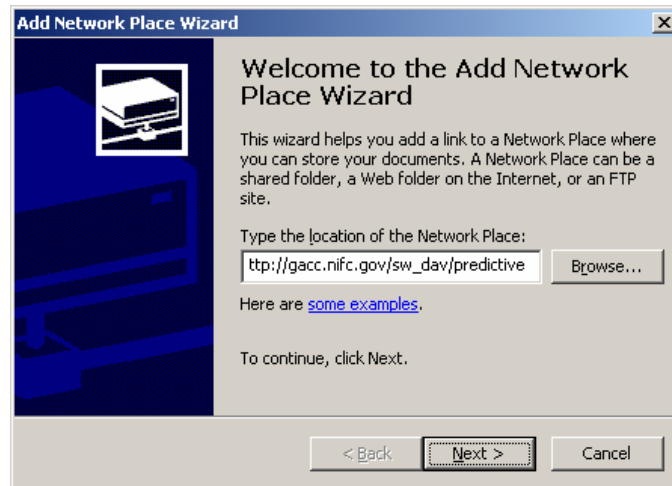 Add Network Place Wizard
Welcome to the Add Network
Place Wizard
This wizard helps you add a link to a Network Place where
you can store your documents. A Network Place can be a
shared folder, a Web folder on the Internet, or an FTP
site.
Type the location of the Network Place:
ttp://gacc.nifc.gov/sw_dav/predictive
Browse...
Here are some examples.
To continue, click Next.
< Back
Next >
Cancel